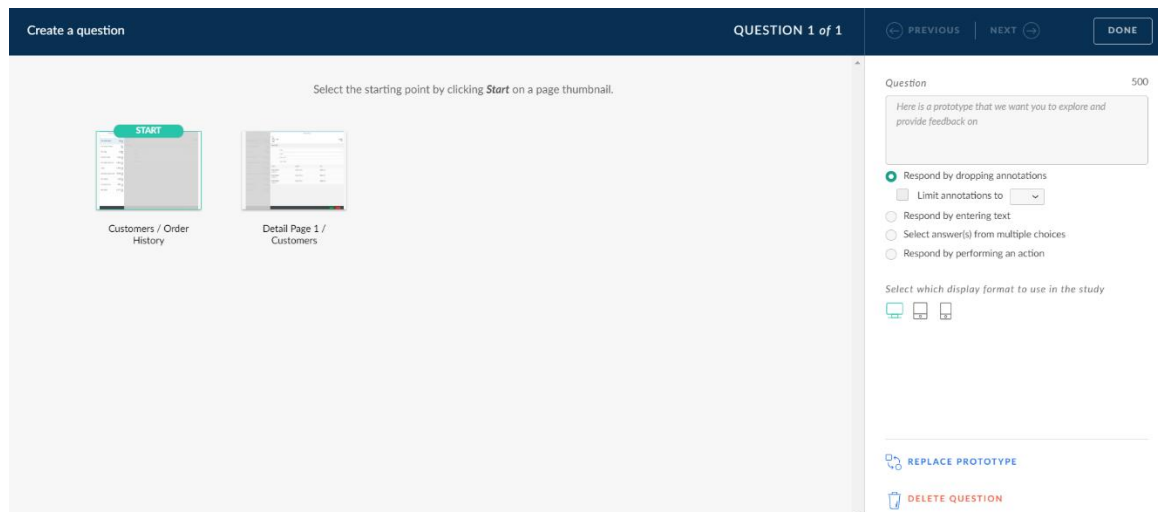 Create a question
QUESTION 1 of 1
PREVIOUS
NEXT
DONE
Select the starting point by clicking Start on a page thumbnail.
START
Customers / Order
History
Detail Page 1 /
Customers
Question
500
Here is a prototype that we want you to explore and
provide feedback on
Respond by dropping annotations
Limit annotations to
Respond by entering text
Select answer(s) from multiple choices
Respond by performing an action
Select which display format to use in the study
REPLACE PROTOTYPE
DELETE QUESTION